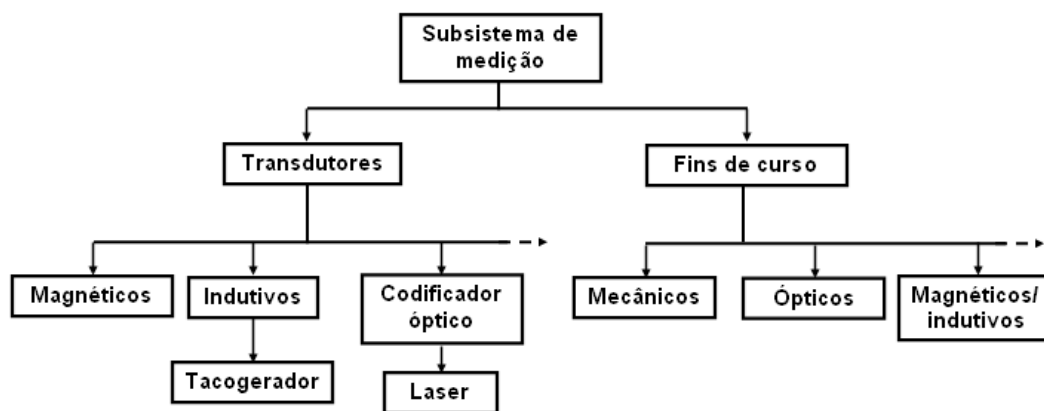 Subsistema de
medição
Transdutores
Fins de curso
Magnéticos
Indutivos
Codificador
óptico
Mecânicos
Ópticos
Magnéticos/
indutivos
Tacogerador
Laser